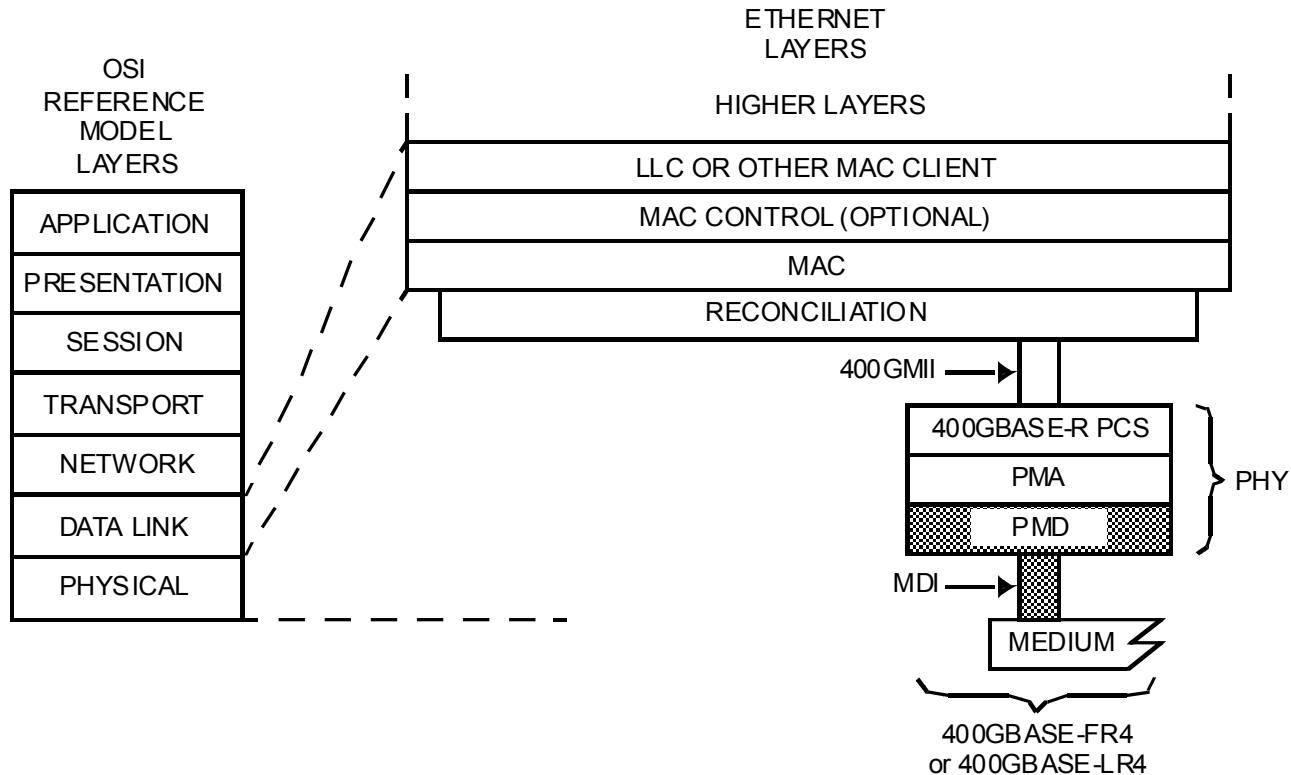 OSI
REFERENCE
MODEL
LAYERS
APPLICATION
PRESENTATION
SESSION
TRANSPORT
NETWORK
DATA LINK
PHYSICAL
ETHERNET
LAYERS
HIGHER LAYERS
LLC OR OTHER MAC CLIENT
MAC CONTROL (OPTIONAL)
MAC
RECONCILIATION
400GMII
400GBASE-R PCS
PMA
PMD
PHY
MDI
MEDIUM
400GBASE-FR4
or 400GBASE-LR4